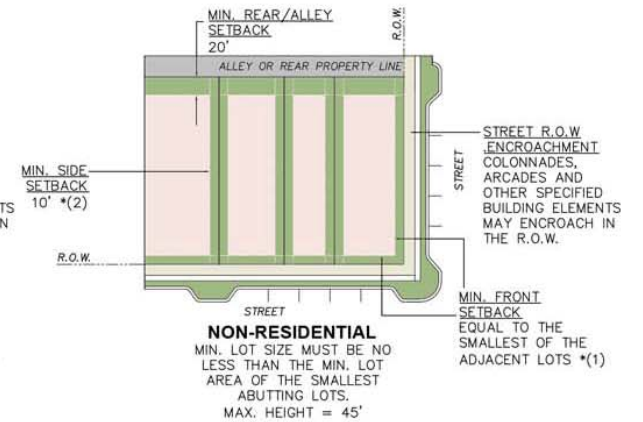 MIN. REAR/ALLEY
SETBACK
20'
R.O.W.
ALLEY OR REAR PROPERTY LINE
MIN. SIDE
SETBACK
10' *(2)
TS
N
R.O.W.
STREET
STREET R.O.W
ENCROACHMENT
COLONNADES,
ARCADES AND
OTHER SPECIFIED
BUILDING ELEMENTS
MAY ENCROACH IN
THE R.O.W.
MIN. FRONT
SETBACK
EQUAL TO THE
SMALLEST OF THE
ADJACENT LOTS *(1)
STREET
NON-RESIDENTIAL
MIN. LOT SIZE MUST BE NO
LESS THAN THE MIN. LOT
AREA OF THE SMALLEST
ABUTTING LOTS.
MAX. HEIGHT = 45'